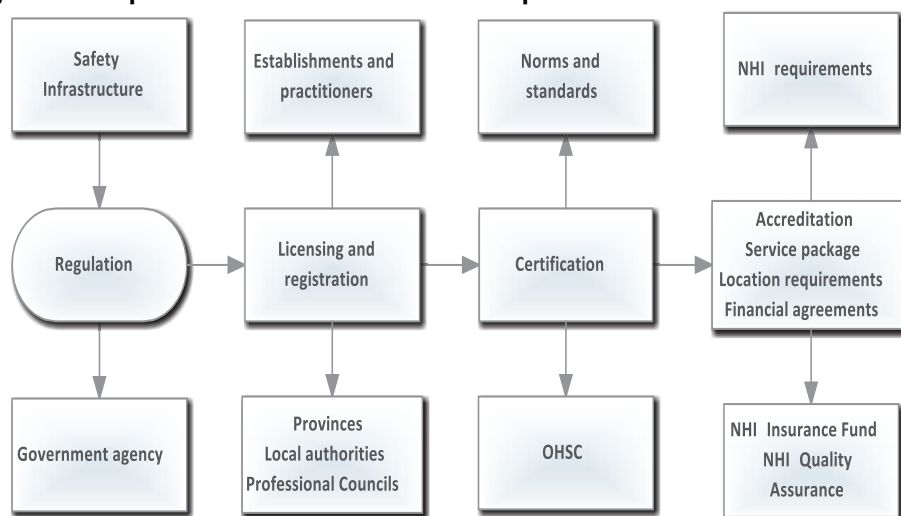 Safety
Infrastructure
Establishments and
practitioners
Norms and
standards
NHI requirements
Regulation
Licensing and
registration
Certification
Accreditation
Service package
Location requirements
Financial agreements
Government agency
Provinces
Local authorities
Professional Councils
OHSC
NHI Insurance Fund
NHI Quality
Assurance